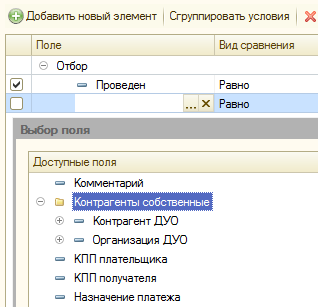 Добавить новый элемент Сгруппировать условия
Поле Вид сравнения
Отбор
Проведен Равно
... Равно
Выбор поля
Доступные поля
Комментарий
Контрагенты собственные
Контрагент ДУО
Организация ДУО
КПП плательщика
КПП получателя
Назначение платежа